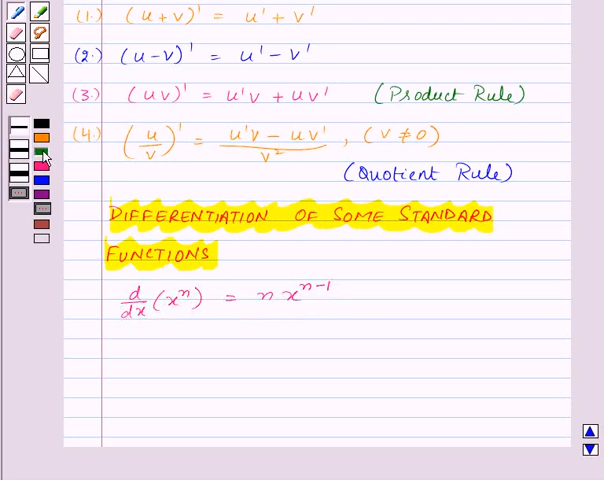 (1.) (u+v)' = u' + v'
(2.) (u-v)' = u' - v'
(3.) (uv)' = u'v + uv' (Product Rule)
(4.) (u/v)' = (u'v - uv')/v², (v ≠ 0)
(Quotient Rule)
DIFFERENTIATION OF SOME STANDARD
FUNCTIONS
d/dx (xⁿ) = n xⁿ⁻¹